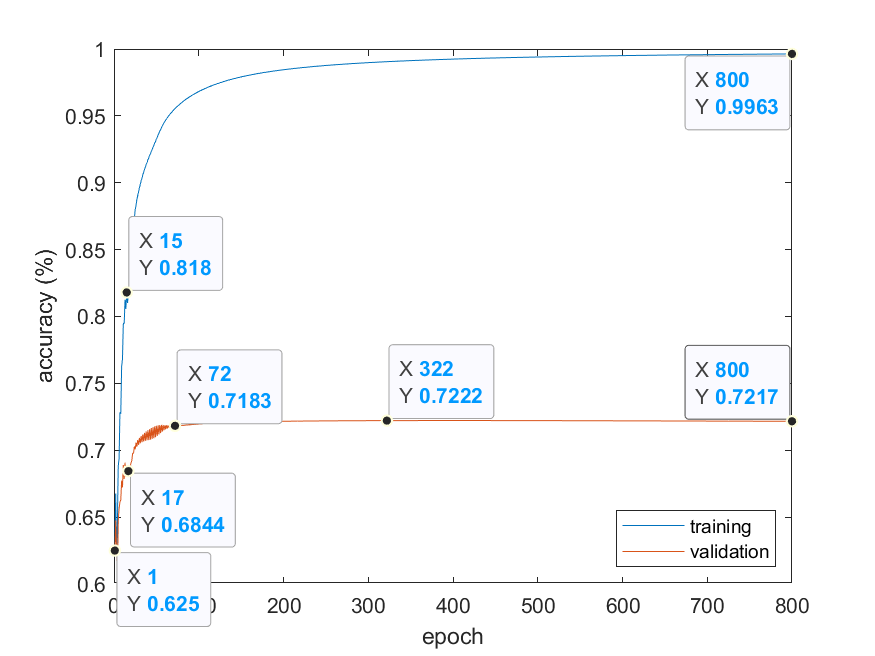 1
0.95
0.9
0.85
0.8
0.75
0.7
0.65
0.6
accuracy (%)
X 800
Y 0.9963
X 15
Y 0.818
X 72
Y 0.7183
X 322
Y 0.7222
X 800
Y 0.7217
X 17
Y 0.6844
X 1
Y 0.625
training
validation
0
200
300
400
500
600
700
800
epoch